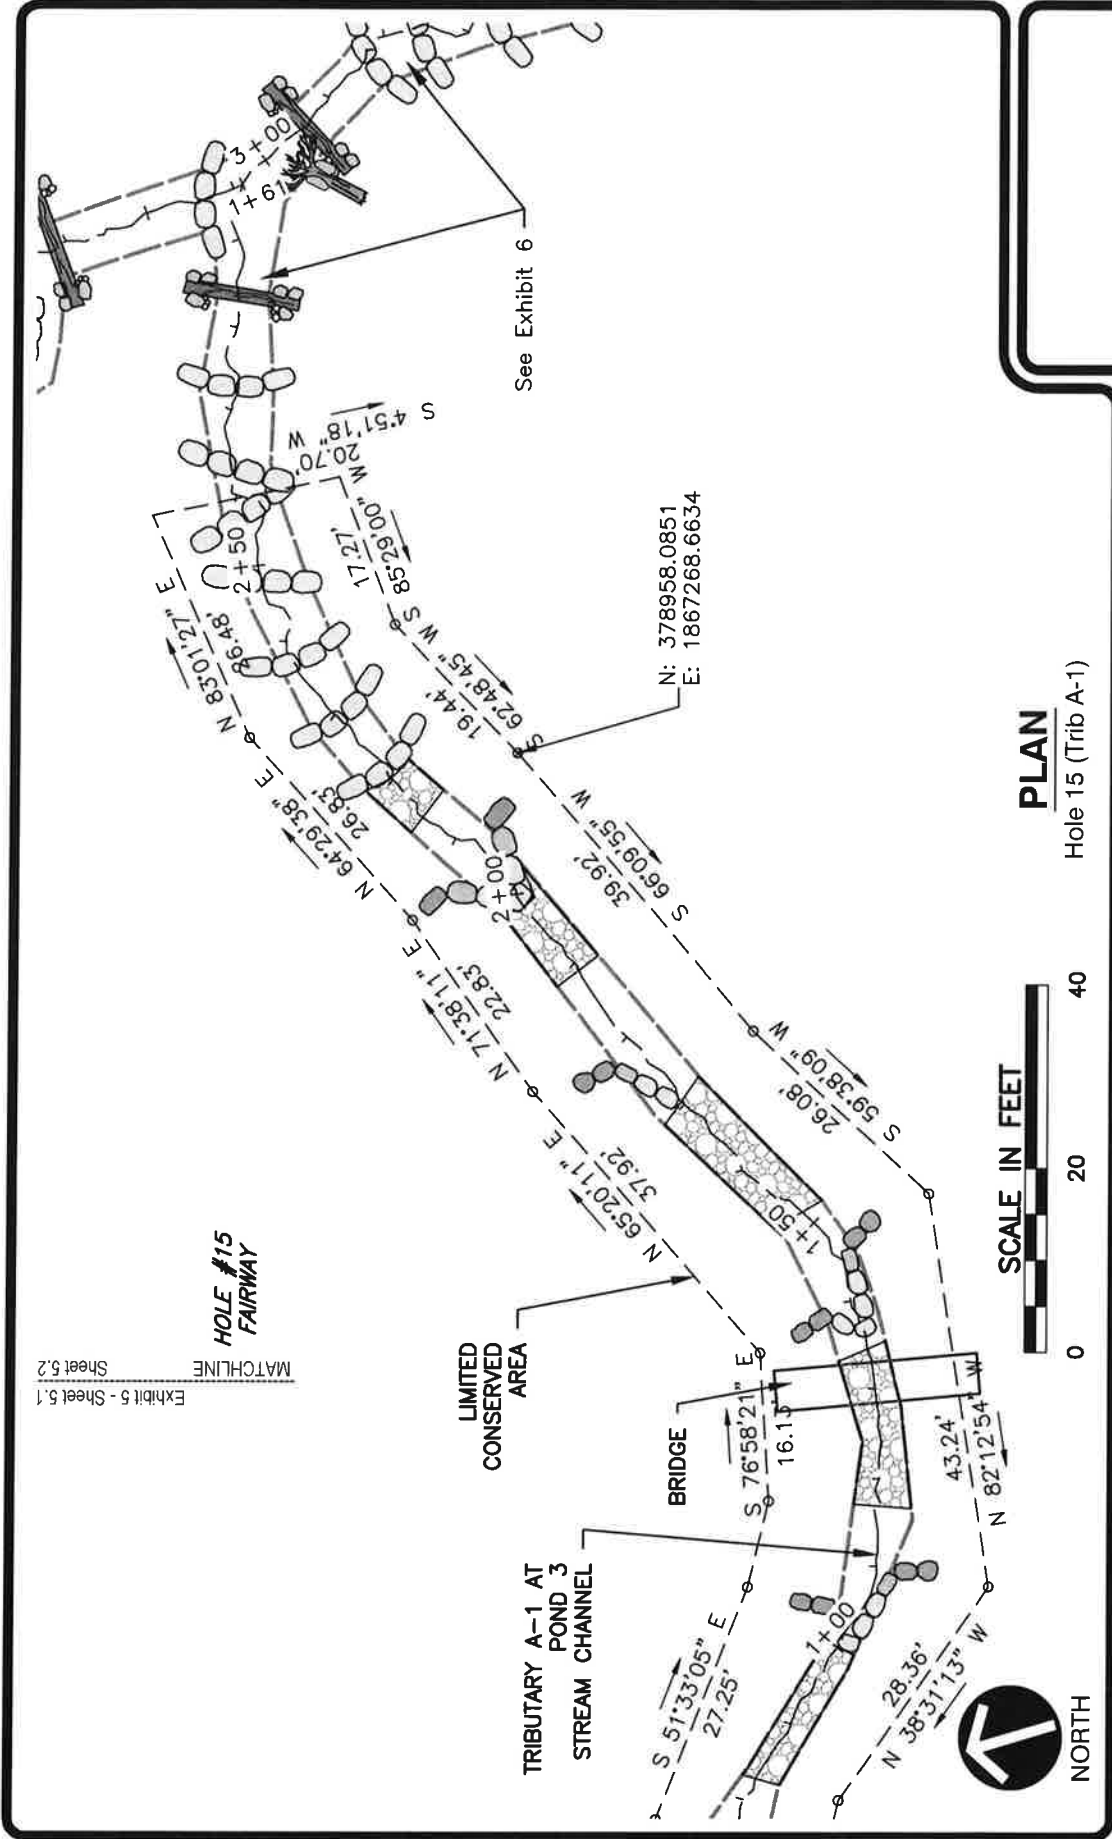 Exhibit 5 - Sheet 5.1
MATCHLINE
Sheet 5.2
HOLE #15
FAIRWAY
LIMITED
CONSERVED
AREA
BRIDGE
TRIBUTARY A-1 AT
POND 3
STREAM CHANNEL
S 51°33'05" E
27.25'
S 76°58'21" E
N 65°20'11" E
37.92'
N 71°38'11" E
22.83'
N 64°29'38" E
26.83'
N 83°01'27" E
26.48'
S 4°51'18" W
20.70'
S 85°29'00" W
17.27'
S 62°48'45" W
19.44'
S 66°09'55" W
39.92'
S 59°38'09" W
26.08'
43.24'
N 82°12'54" W
28.36'
N 38°31'13" W
1+00
1+50
2+00
2+50
3+00
1+61
See Exhibit 6
N: 378958.0851
E: 1867268.6634
PLAN
Hole 15 (Trib A-1)
SCALE IN FEET
0 20 40
NORTH